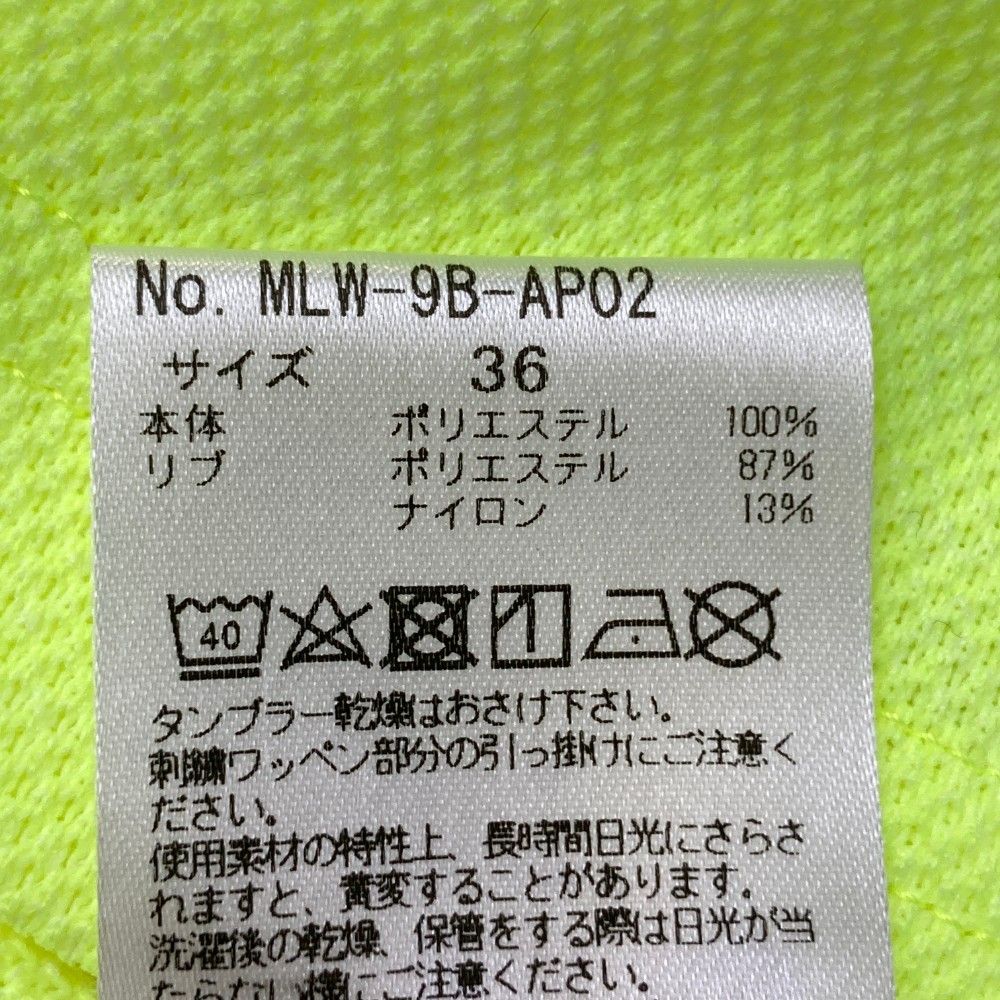 No. MLW-9B-AP02
サイズ 36
本体 ポリエステル 100%
リブ ポリエステル 87%
ナイロン 13%
40
タンブラー乾燥はおさけ下さい。
刺繍ワッペン部分の引っ掛けにご注意く
ださい。
使用素材の特性上、長時間日光にさらさ
れますと、黄変することがあります。
洗濯後の乾燥、保管をする際は日光が当
たらない様にご注意ください。